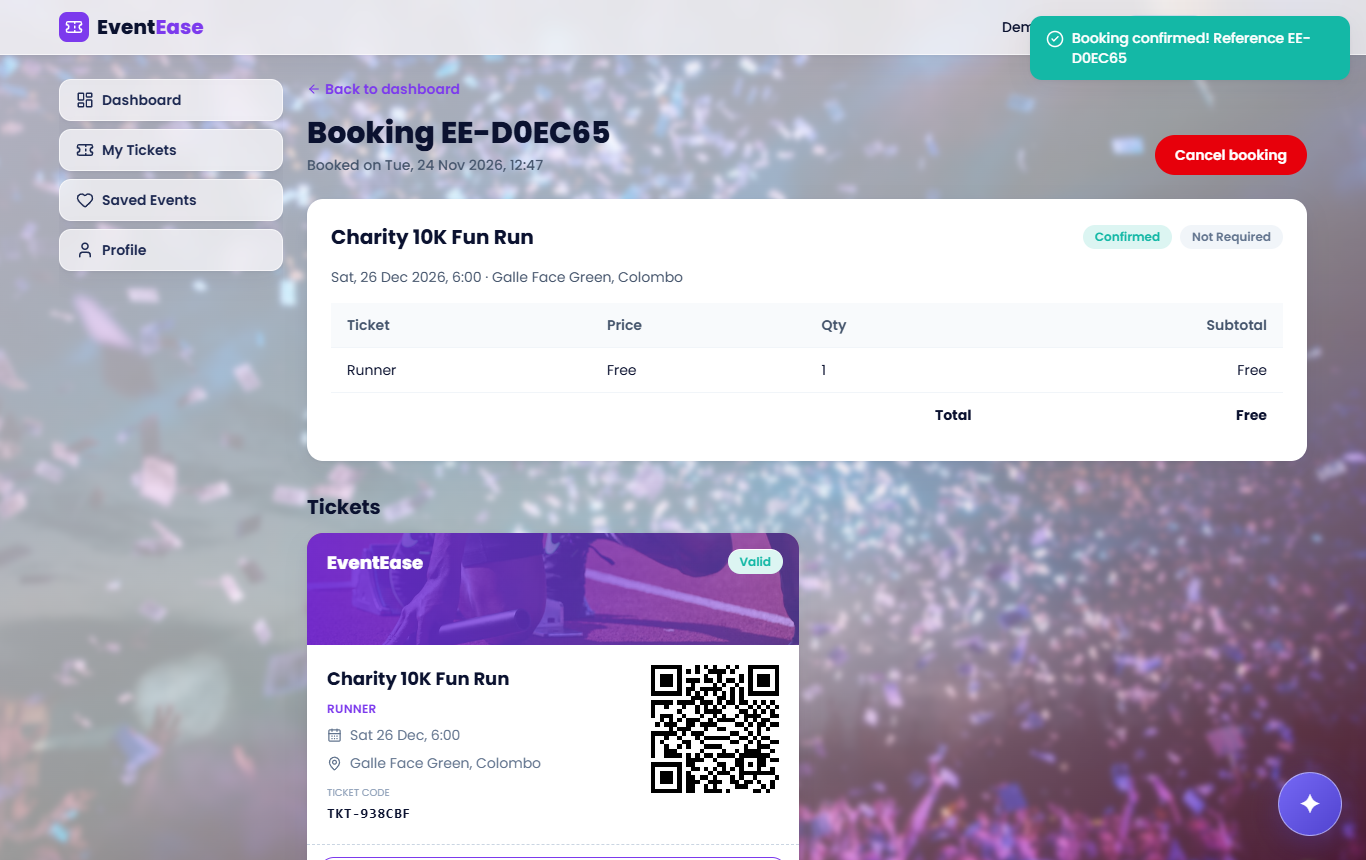 EventEase
Booking confirmed! Reference EE-
D0EC65
Dashboard
My Tickets
Saved Events
Profile
← Back to dashboard
Booking EE-D0EC65
Booked on Tue, 24 Nov 2026, 12:47
Cancel booking
Charity 10K Fun Run
Confirmed
Not Required
Sat, 26 Dec 2026, 6:00 · Galle Face Green, Colombo
Ticket Price Qty Subtotal
Runner Free 1 Free
Total Free
Tickets
EventEase
Valid
Charity 10K Fun Run
RUNNER
Sat 26 Dec, 6:00
Galle Face Green, Colombo
TICKET CODE
TKT-938CBF